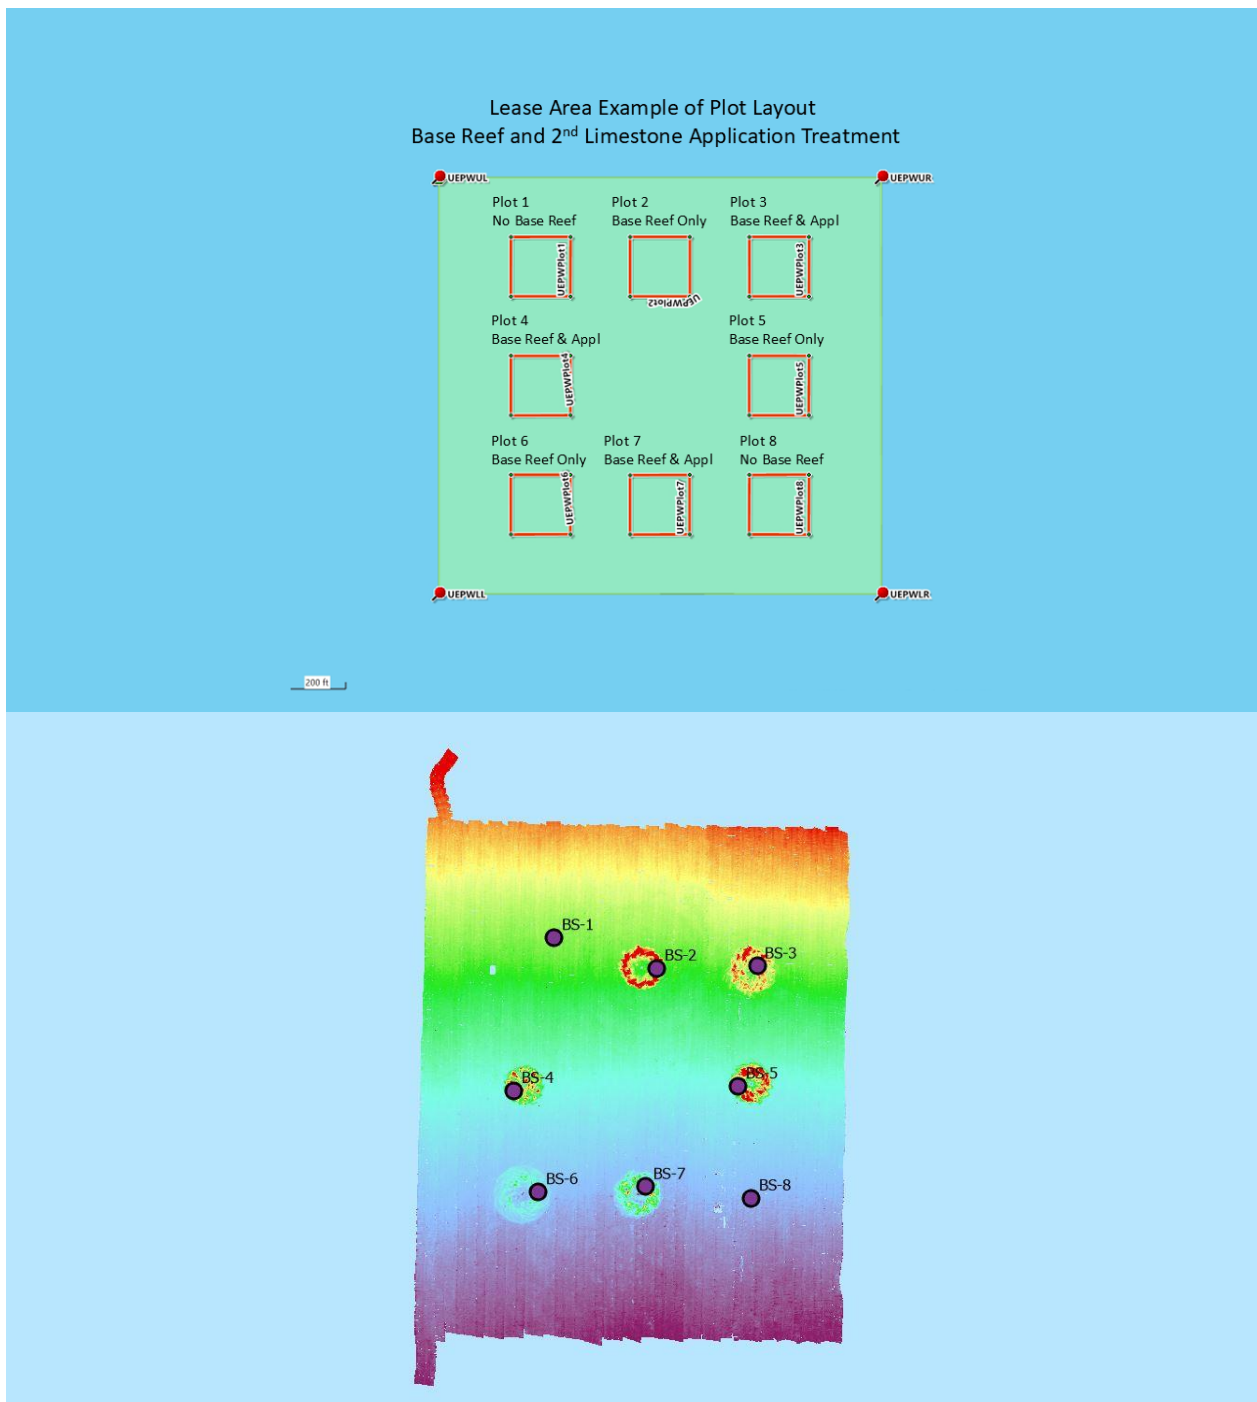 Lease Area Example of Plot Layout
Base Reef and 2nd Limestone Application Treatment
UEPWUL
UEPWUR
Plot 1
No Base Reef
Plot 2
Base Reef Only
Plot 3
Base Reef & Appl
UEPWPlot1
UEPWPlot2
UEPWPlot3
Plot 4
Base Reef & Appl
Plot 5
Base Reef Only
UEPWPlot4
UEPWPlot5
Plot 6
Base Reef Only
Plot 7
Base Reef & Appl
Plot 8
No Base Reef
UEPWPlot6
UEPWPlot7
UEPWPlot8
UEPWLL
UEPWLR
200 ft
BS-1
BS-2
BS-3
BS-4
BS-5
BS-6
BS-7
BS-8